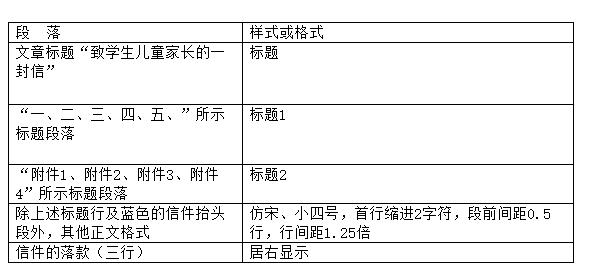 段  落 样式或格式
文章标题“致学生儿童家长的一 标题
封信”
“一、二、三、四、五、”所示 标题1
标题段落
“附件1、附件2、附件3、附件 标题2
4”所示标题段落
除上述标题行及蓝色的信件抬头 仿宋、小四号，首行缩进2字符，段前间距0.5
段外，其他正文格式 行，行间距1.25倍
信件的落款（三行） 居右显示